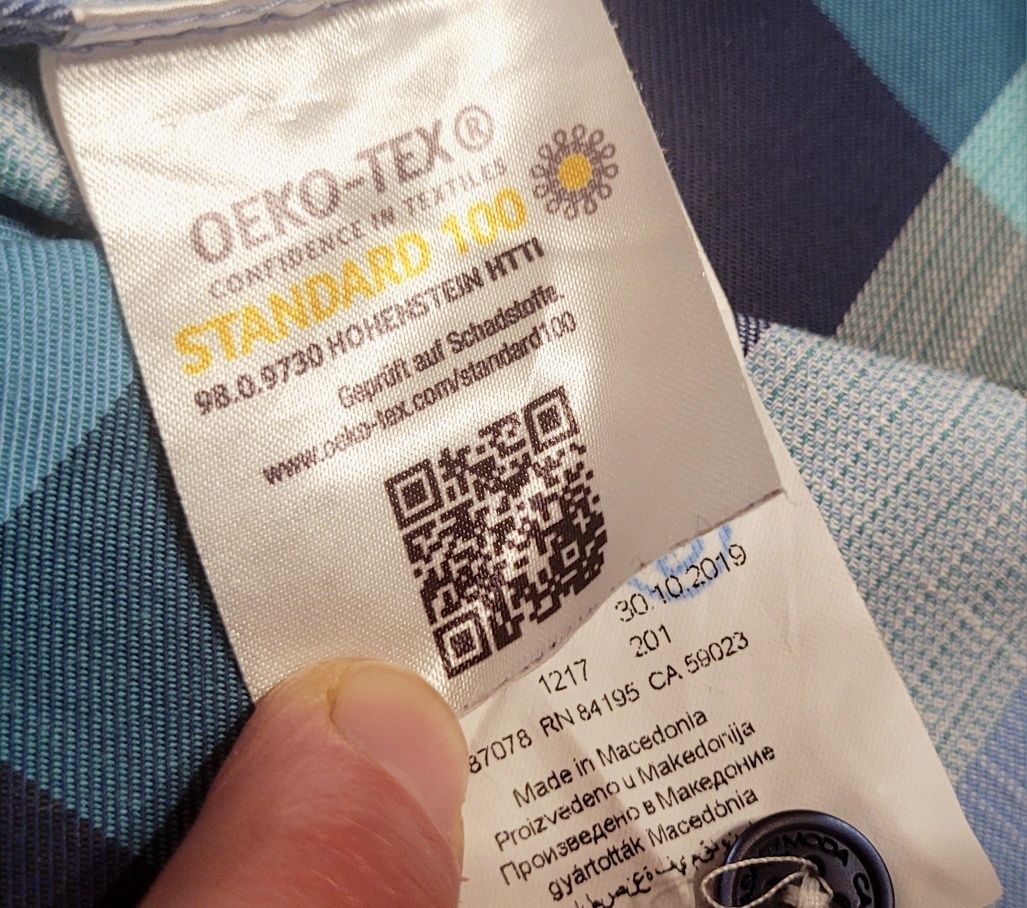 OEKO-TEX ®
CONFIDENCE IN TEXTILES
STANDARD 100
98.0.9730 HOHENSTEIN HTTI
Geprüft auf Schadstoffe.
www.oeko-tex.com/standard100
30.10.2019
201
1217
87078 RN 84195 CA 59023
Made in Macedonia
Proizvedeno u Makedonija
Произведено в Македоние
gyártották Macedónia
MODA